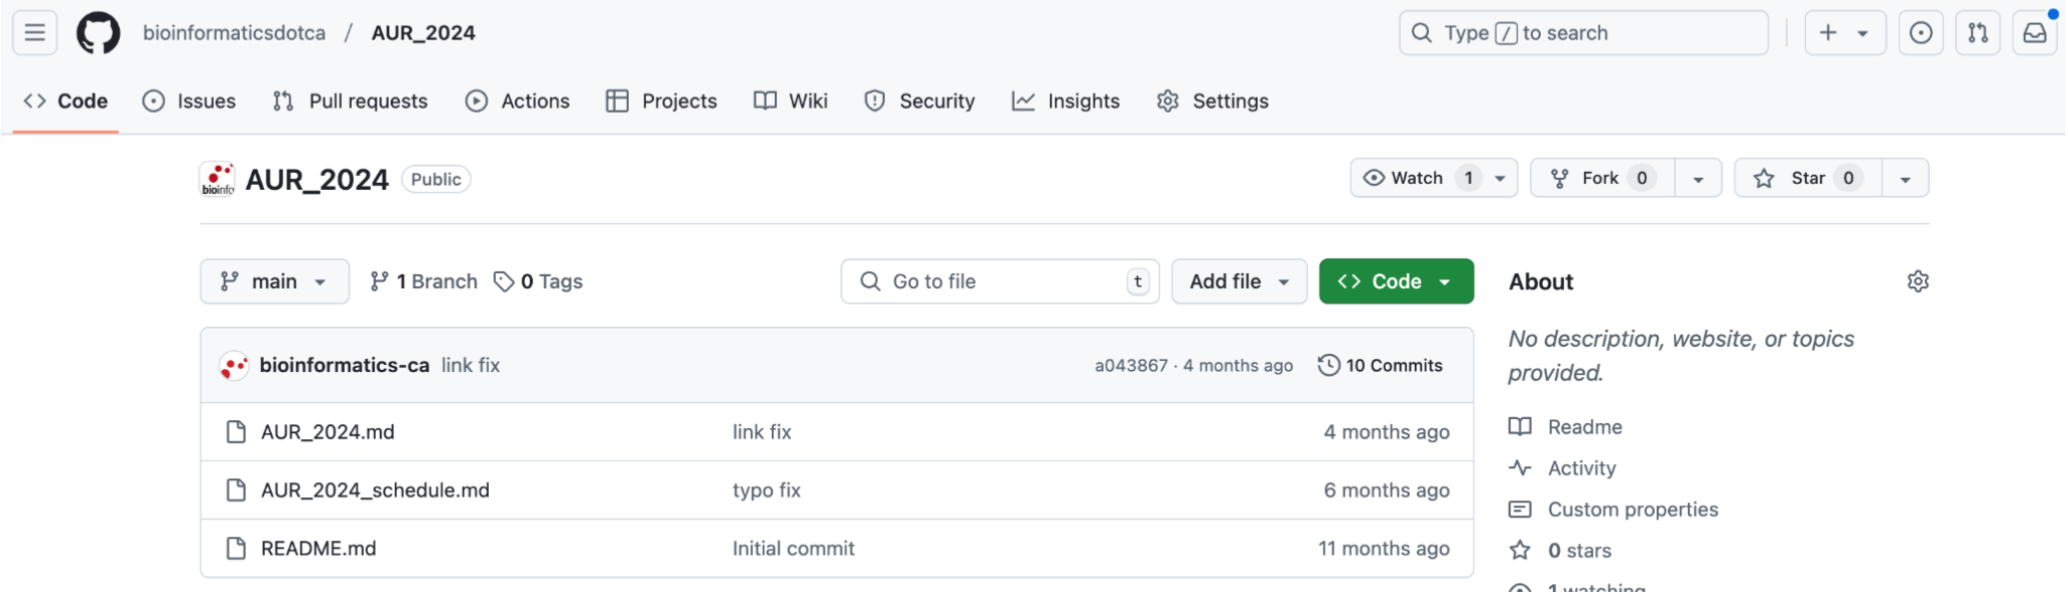 bioinformaticsdotca / AUR_2024
Type / to search
Code Issues Pull requests Actions Projects Wiki Security Insights Settings
bioinfo AUR_2024 Public
Watch 1 Fork 0 Star 0
main 1 Branch 0 Tags
Go to file t Add file Code
About
No description, website, or topics
provided.
bioinformatics-ca link fix a043867 · 4 months ago 10 Commits
AUR_2024.md link fix 4 months ago
AUR_2024_schedule.md typo fix 6 months ago
README.md Initial commit 11 months ago
Readme
Activity
Custom properties
0 stars
1 watching